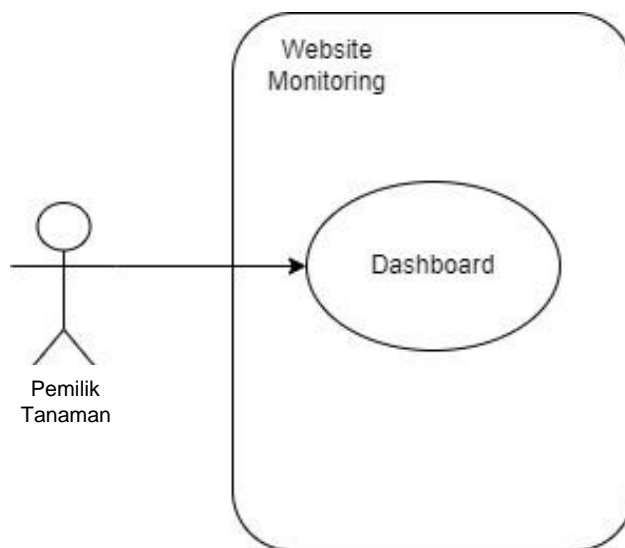 Website
Monitoring
Dashboard
Pemilik
Tanaman